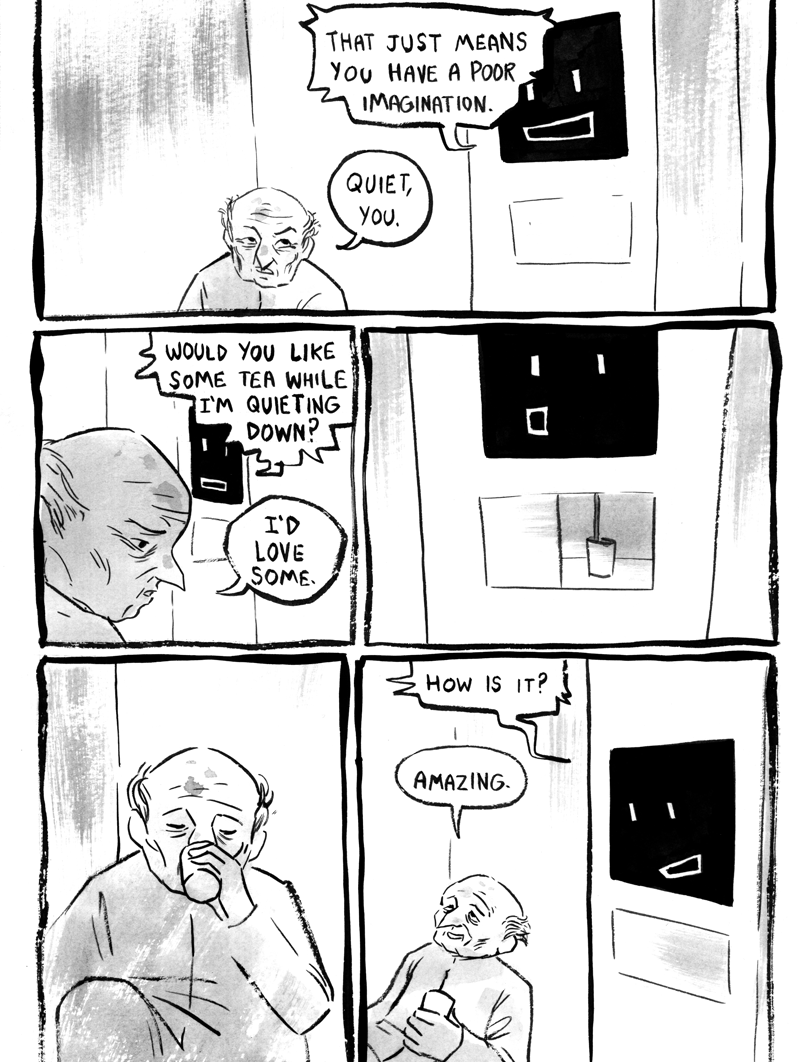 THAT JUST MEANS
YOU HAVE A POOR
IMAGINATION.
QUIET,
YOU.
WOULD YOU LIKE
SOME TEA WHILE
I'M QUIETING
DOWN?
I'D
LOVE
SOME.
HOW IS IT?
AMAZING.